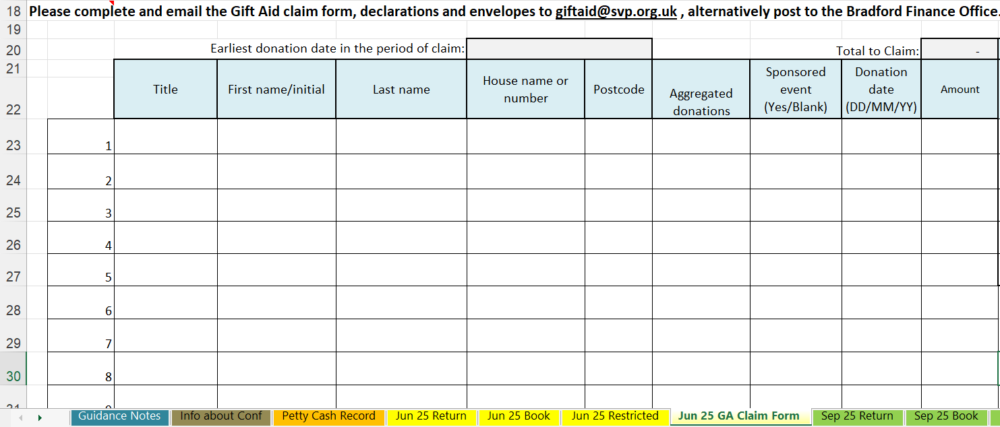 18 Please complete and email the Gift Aid claim form, declarations and envelopes to giftaid@svp.org.uk , alternatively post to the Bradford Finance Office.
19
20 Earliest donation date in the period of claim: Total to Claim: -
21
22
Title
First name/initial
Last name
House name or
number
Postcode
Aggregated
donations
Sponsored
event
(Yes/Blank)
Donation
date
(DD/MM/YY)
Amount
23 1
24 2
25 3
26 4
27 5
28 6
29 7
30 8
31 9
Guidance Notes Info about Conf Petty Cash Record Jun 25 Return Jun 25 Book Jun 25 Restricted Jun 25 GA Claim Form Sep 25 Return Sep 25 Book